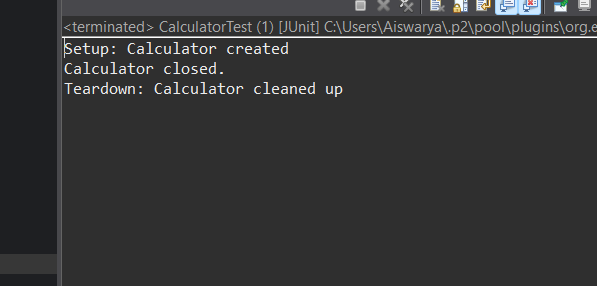 <terminated> CalculatorTest (1) [JUnit] C:\Users\Aiswarya\.p2\pool\plugins\org.e
Setup: Calculator created
Calculator closed.
Teardown: Calculator cleaned up